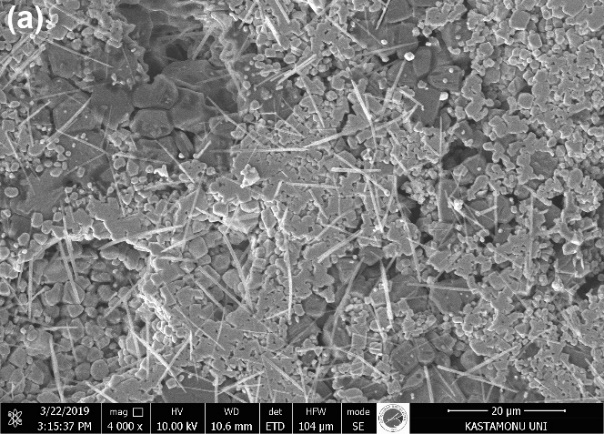 (a)
3/22/2019 mag HV WD det HFW mode 20 µm
3:15:37 PM 4 000 x 10.00 kV 10.6 mm ETD 104 µm SE KASTAMONU UNI